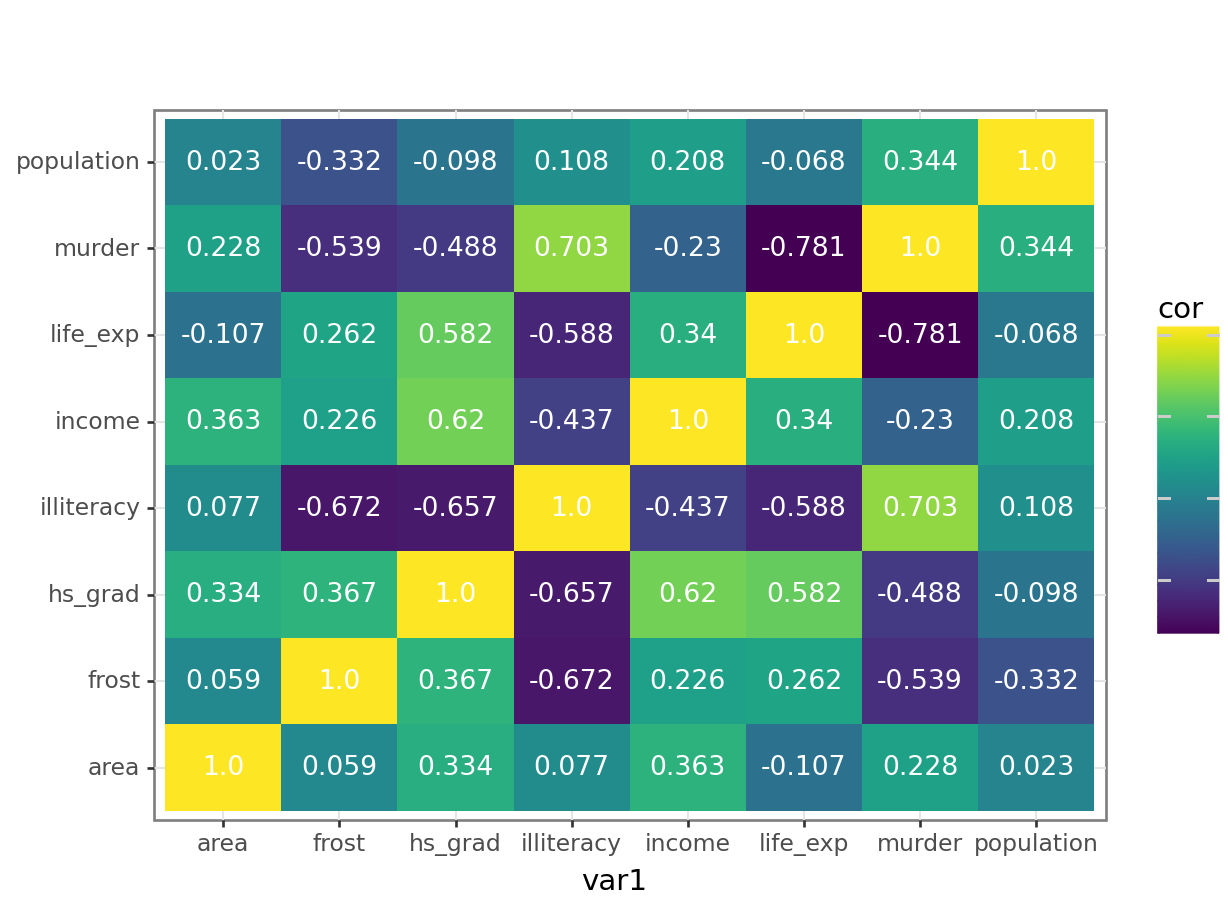 population 0.023 -0.332 -0.098 0.108 0.208 -0.068 0.344 1.0
murder 0.228 -0.539 -0.488 0.703 -0.23 -0.781 1.0 0.344
life_exp -0.107 0.262 0.582 -0.588 0.34 1.0 -0.781 -0.068
income 0.363 0.226 0.62 -0.437 1.0 0.34 -0.23 0.208
illiteracy 0.077 -0.672 -0.657 1.0 -0.437 -0.588 0.703 0.108
hs_grad 0.334 0.367 1.0 -0.657 0.62 0.582 -0.488 -0.098
frost 0.059 1.0 0.367 -0.672 0.226 0.262 -0.539 -0.332
area 1.0 0.059 0.334 0.077 0.363 -0.107 0.228 0.023
area frost hs_grad illiteracy income life_exp murder population
var1
cor